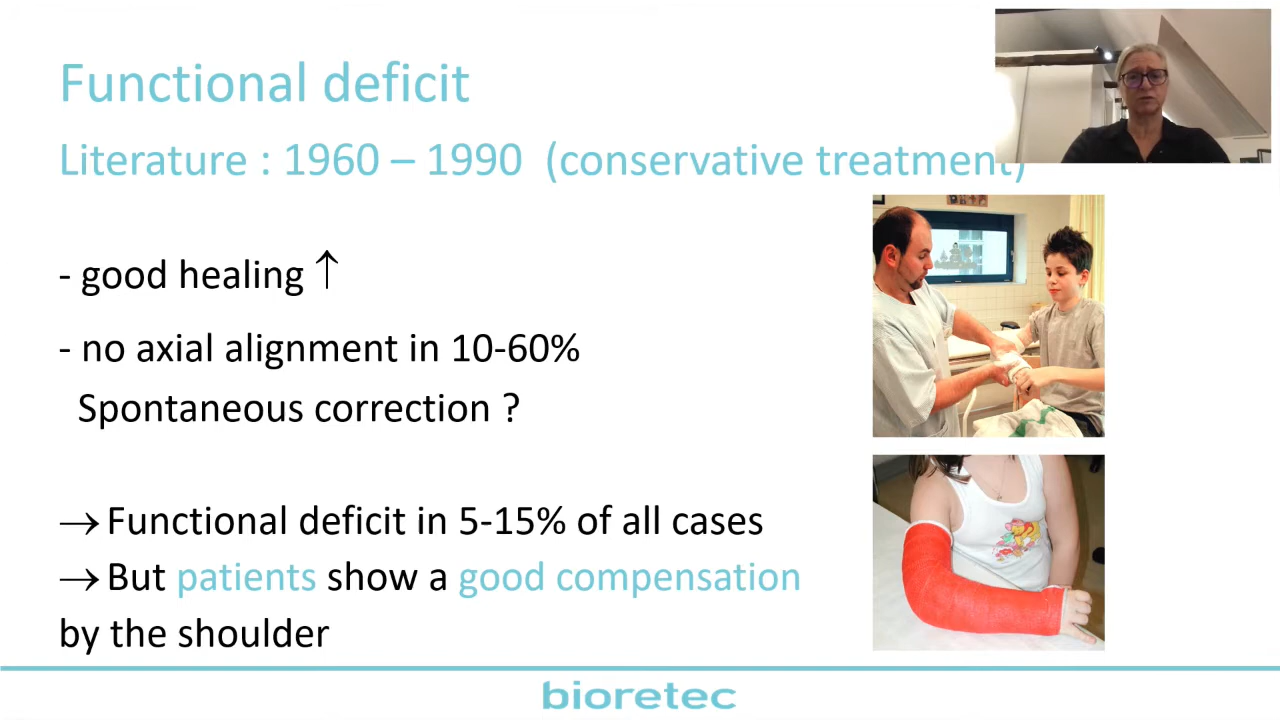 Functional deficit
Literature : 1960 – 1990 (conservative treatment)
- good healing ↑
- no axial alignment in 10-60%
Spontaneous correction ?
→ Functional deficit in 5-15% of all cases
→ But patients show a good compensation
by the shoulder
bioretec